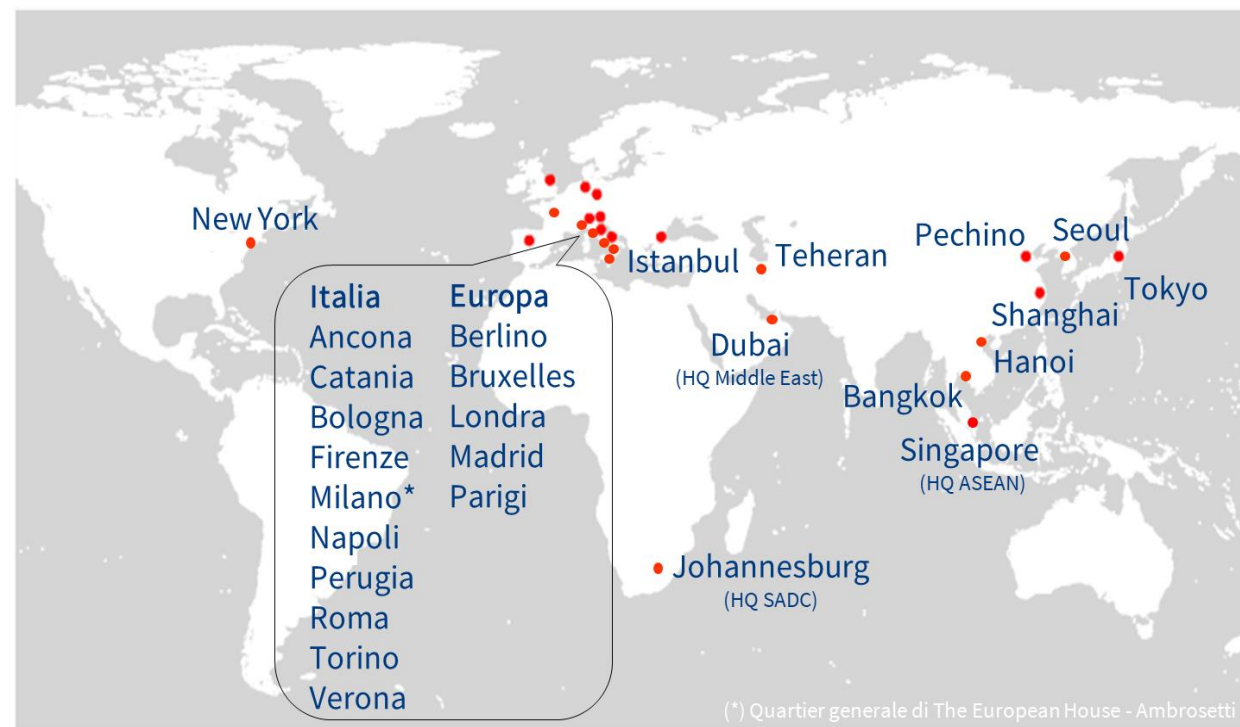 New York
Istanbul
Teheran
Dubai
(HQ Middle East)
Pechino
Seoul
Tokyo
Shanghai
Hanoi
Bangkok
Singapore
(HQ ASEAN)
Johannesburg
(HQ SADC)
Italia
Ancona
Catania
Bologna
Firenze
Milano*
Napoli
Perugia
Roma
Torino
Verona
Europa
Berlino
Bruxelles
Londra
Madrid
Parigi
(*) Quartier generale di The European House - Ambrosetti